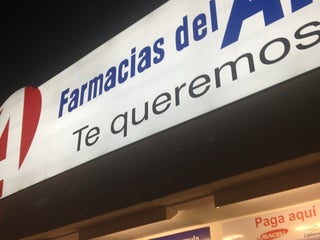 A
Farmacias del A
Te queremos
Paga aquí